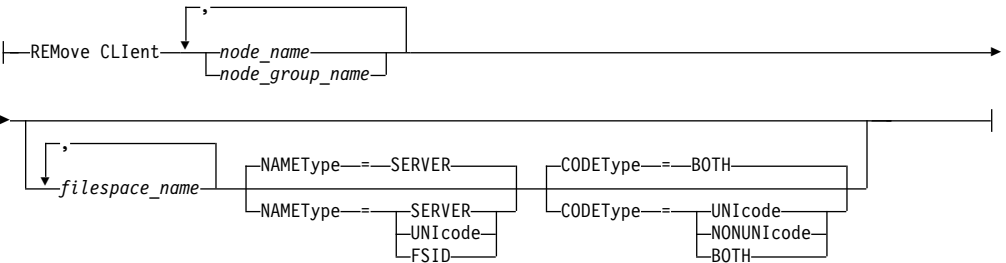 ,
REMove CLIent node_name
node_group_name
,
NAMEType = SERVER CODEType = BOTH
filespace_name
NAMEType = SERVER CODEType = UNIcode
UNIcode NONUNIcode
FSID BOTH